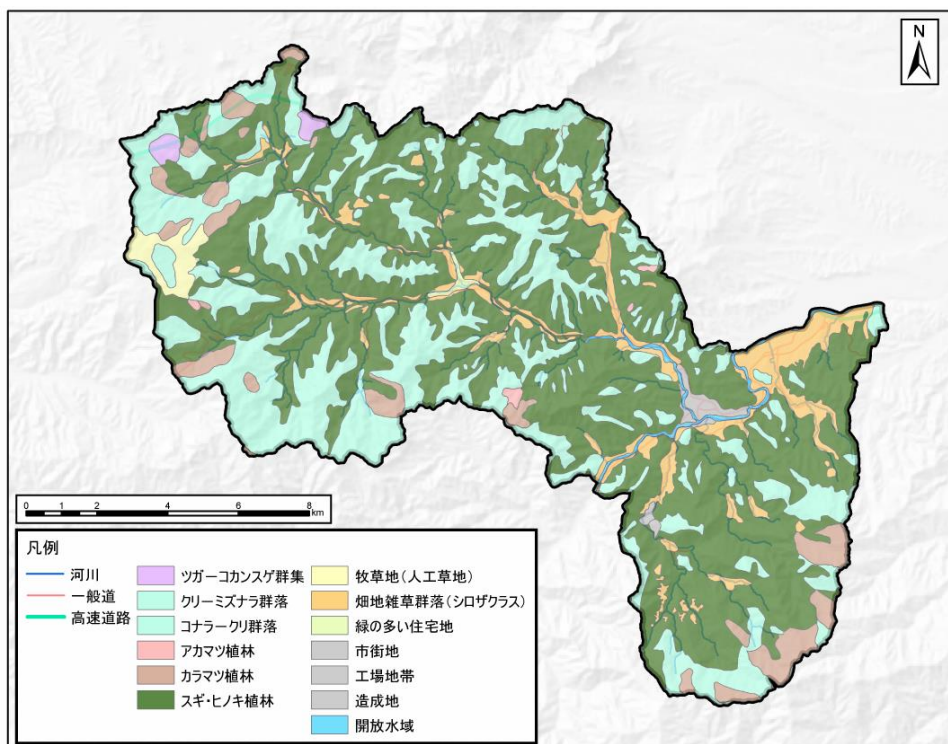 N
0 1 2 4 6 8
km
凡例
河川
一般道
高速道路
ツガーコカンスゲ群集
クリーミズナラ群落
コナラークリ群落
アカマツ植林
カラマツ植林
スギ・ヒノキ植林
牧草地(人工草地)
畑地雑草群落(シロザクラス)
緑の多い住宅地
市街地
工場地帯
造成地
開放水域